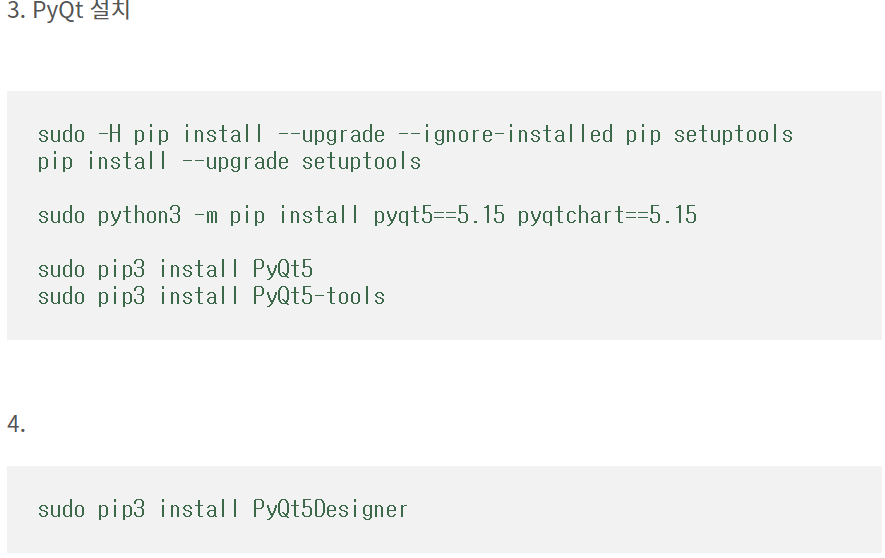 3. PyQt 설치
sudo -H pip install --upgrade --ignore-installed pip setuptools
pip install --upgrade setuptools
sudo python3 -m pip install pyqt5==5.15 pyqtchart==5.15
sudo pip3 install PyQt5
sudo pip3 install PyQt5-tools
4.
sudo pip3 install PyQt5Designer